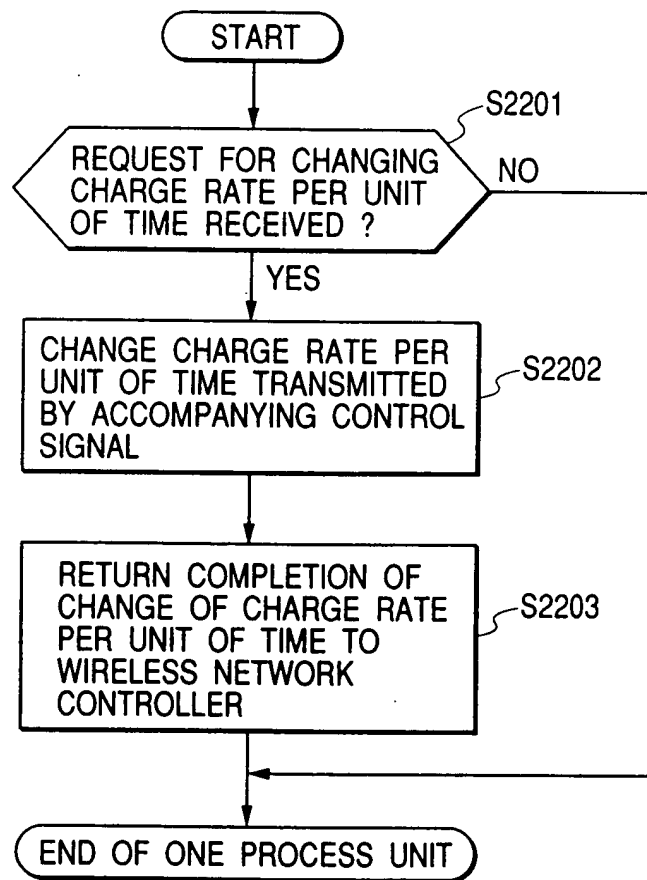 START
S2201
REQUEST FOR CHANGING
CHARGE RATE PER UNIT
OF TIME RECEIVED ?
NO
YES
CHANGE CHARGE RATE PER
UNIT OF TIME TRANSMITTED
BY ACCOMPANYING CONTROL
SIGNAL
S2202
RETURN COMPLETION OF
CHANGE OF CHARGE RATE
PER UNIT OF TIME TO
WIRELESS NETWORK
CONTROLLER
S2203
END OF ONE PROCESS UNIT